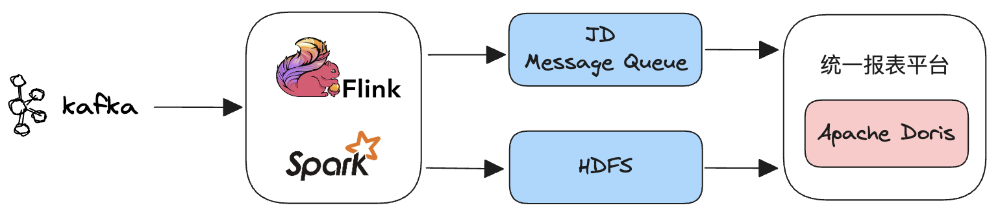 kafka
Flink
Spark
JD
Message Queue
HDFS
统一报表平台
Apache Doris